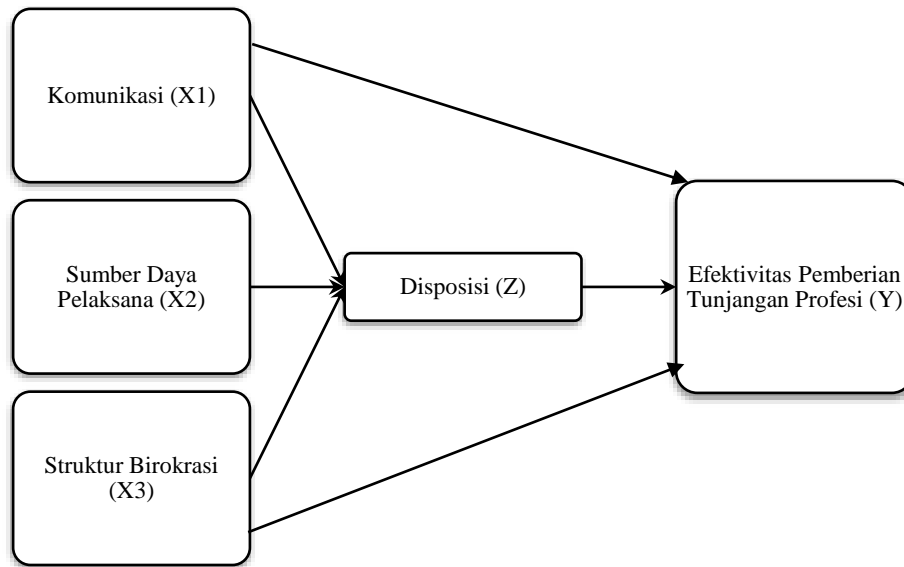 Komunikasi (X1)
Sumber Daya
Pelaksana (X2)
Disposisi (Z)
Efektivitas Pemberian
Tunjangan Profesi (Y)
Struktur Birokrasi
(X3)